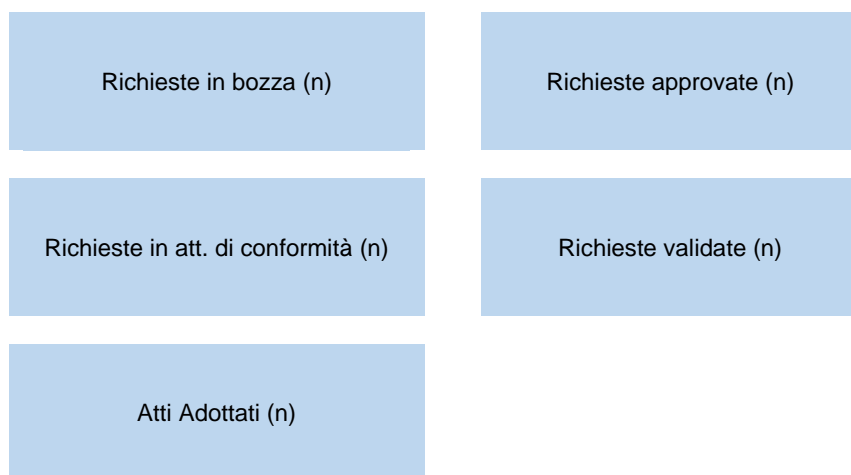 Richieste in bozza (n)
Richieste approvate (n)
Richieste in att. di conformità (n)
Richieste validate (n)
Atti Adottati (n)